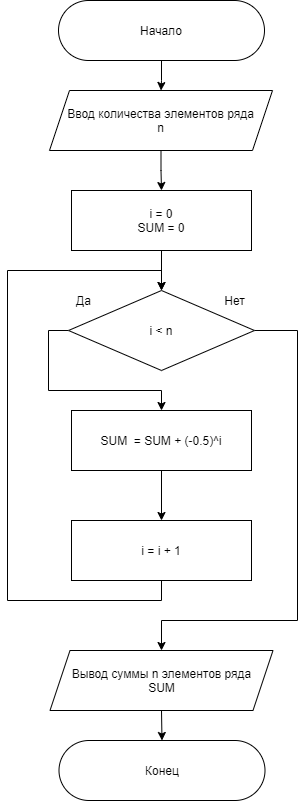 Начало
Ввод количества элементов ряда
n
i = 0
SUM = 0
Да
Нет
i < n
SUM = SUM + (-0.5)^i
i = i + 1
Вывод суммы n элементов ряда
SUM
Конец